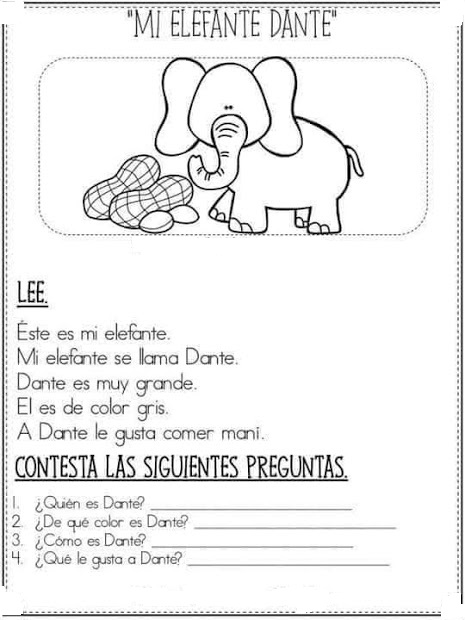 "MI ELEFANTE DANTE"
LEE.
Éste es mi elefante.
Mi elefante se llama Dante.
Dante es muy grande.
El es de color gris.
A Dante le gusta comer maní.
CONTESTA LAS SIGUIENTES PREGUNTAS.
1. ¿Quién es Dante?
2. ¿De qué color es Dante?
3. ¿Cómo es Dante?
4. ¿Qué le gusta a Dante?